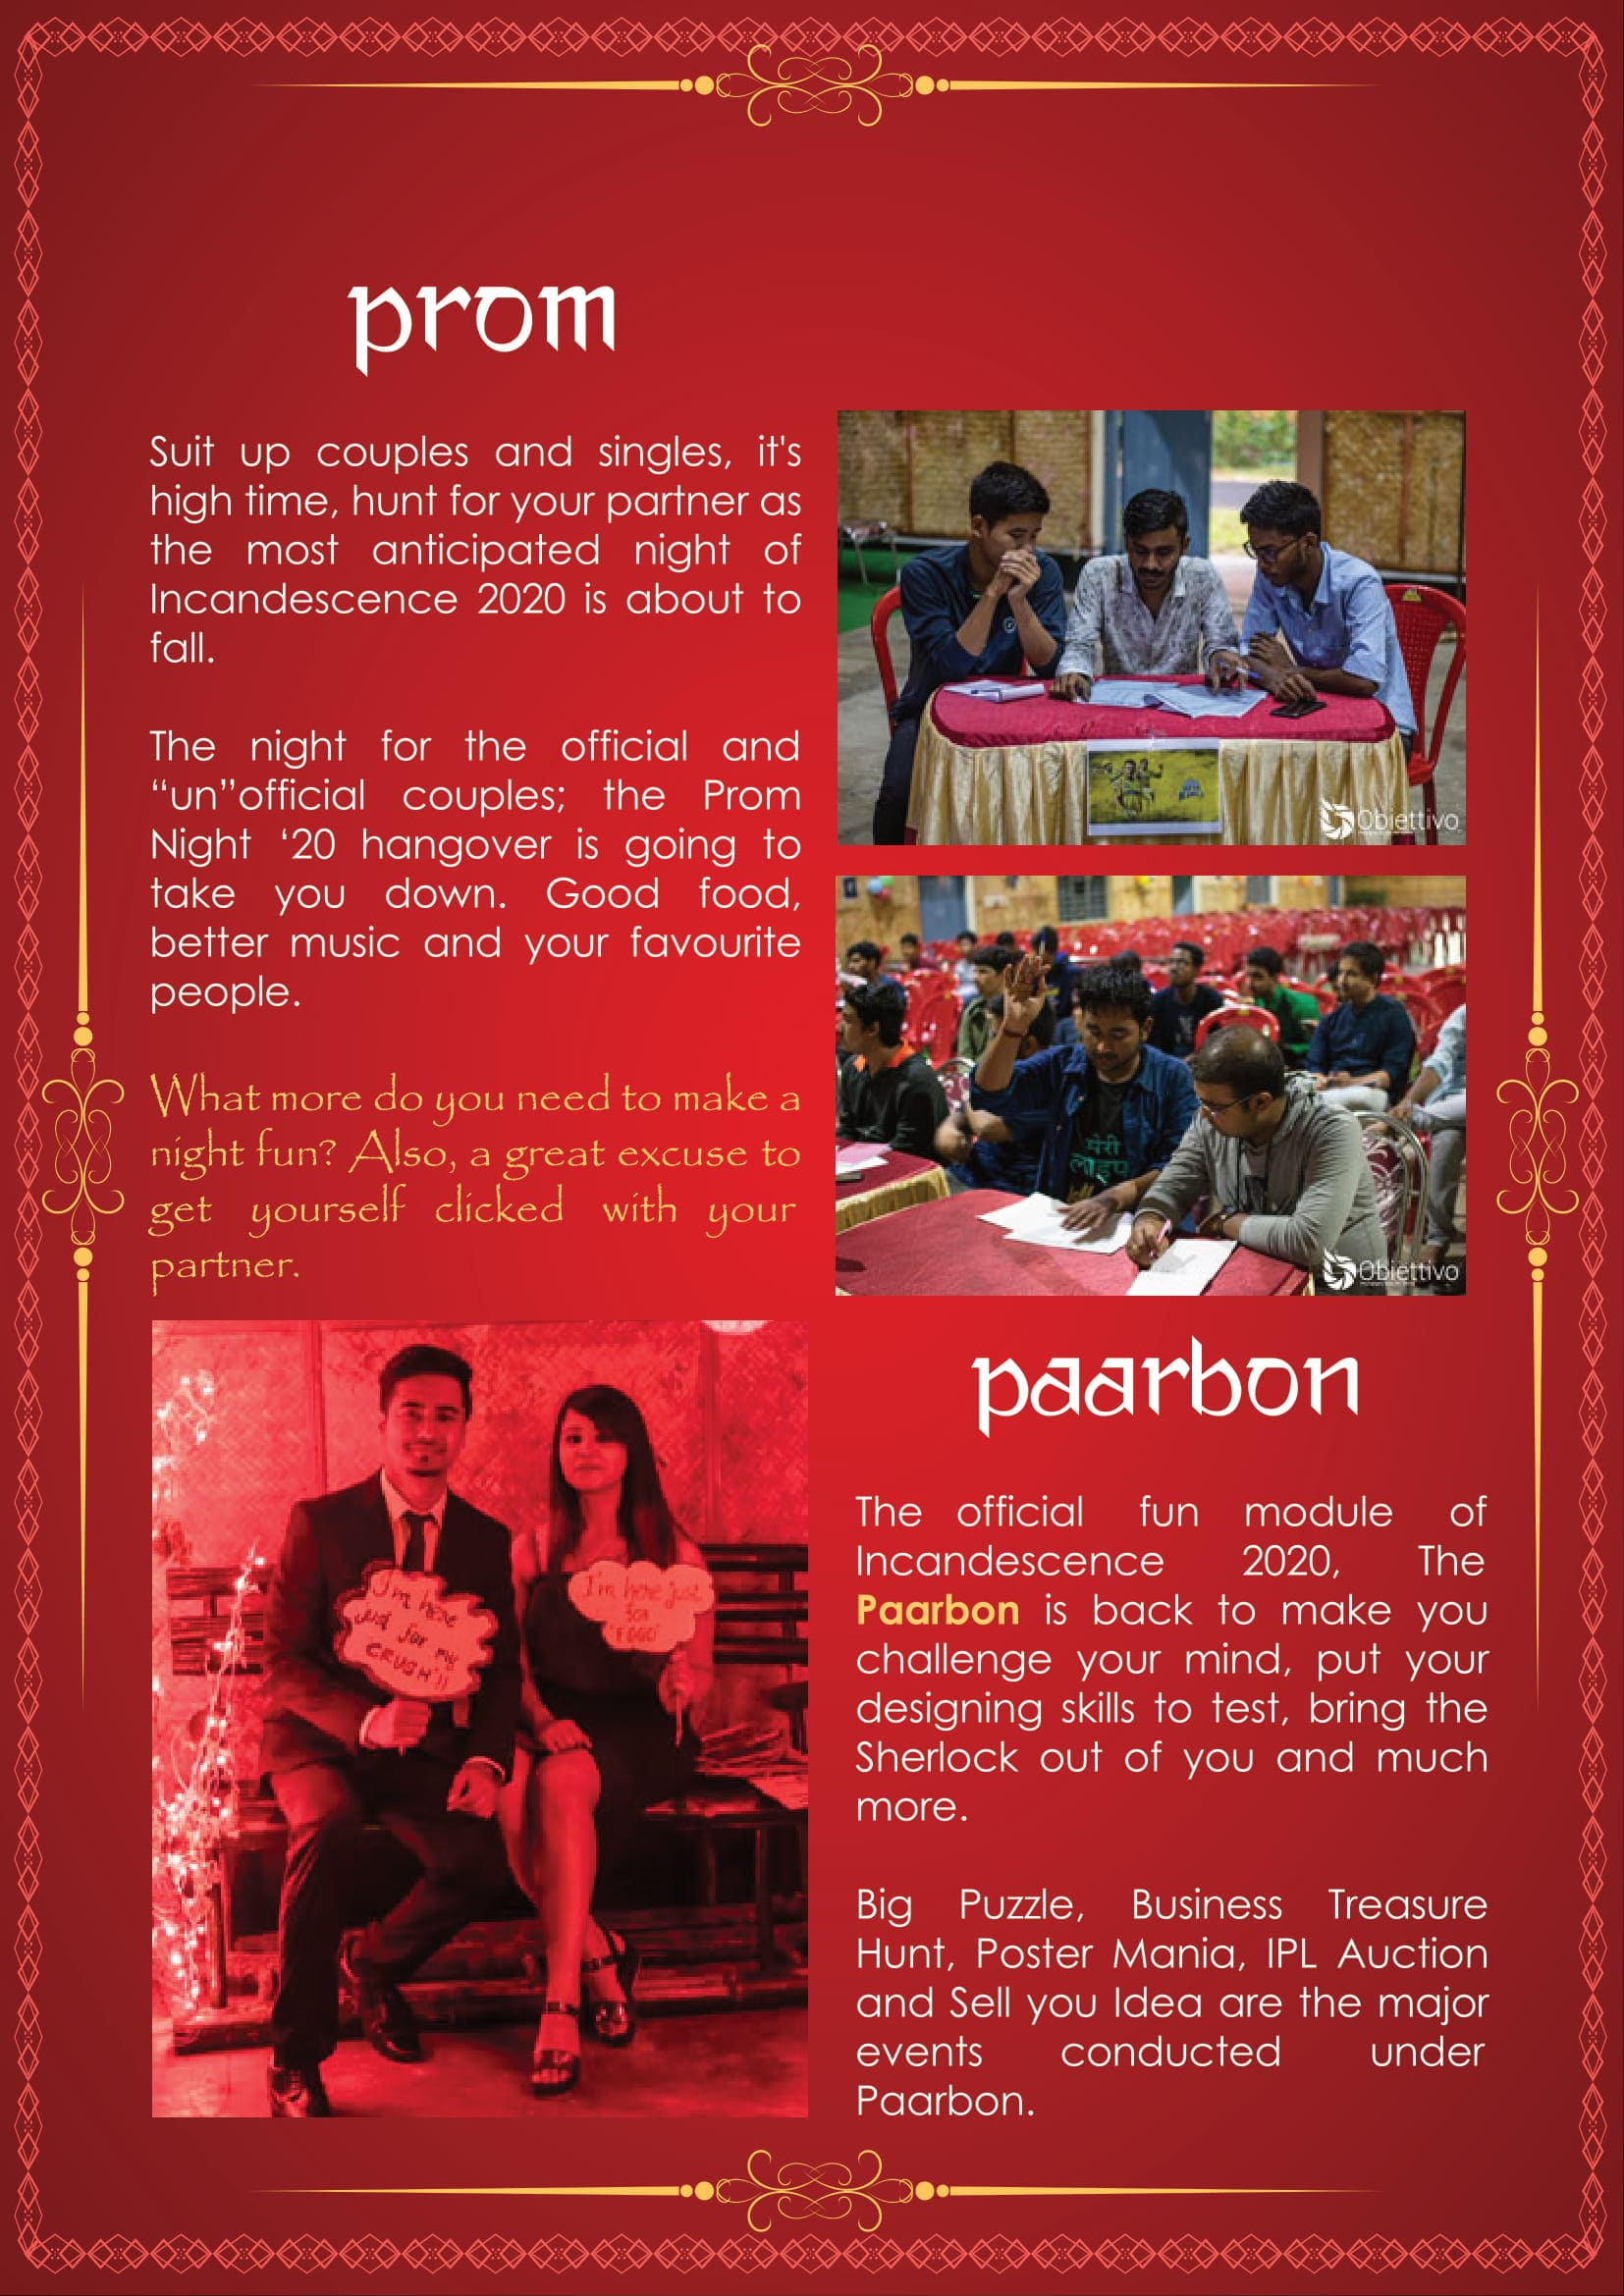 prom
Suit up couples and singles, it's
high time, hunt for your partner as
the most anticipated night of
Incandescence 2020 is about to
fall.
The night for the official and
“un”official couples; the Prom
Night ‘20 hangover is going to
take you down. Good food,
better music and your favourite
people.
What more do you need to make a
night fun? Also, a great excuse to
get yourself clicked with your
partner.
I'm here
just for my
CRUSH'!!
I'm here just
for
'FOOD'
Obiettivo
मेरी
Obiettivo
paarbon
The official fun module of
Incandescence 2020, The
Paarbon is back to make you
challenge your mind, put your
designing skills to test, bring the
Sherlock out of you and much
more.
Big Puzzle, Business Treasure
Hunt, Poster Mania, IPL Auction
and Sell you Idea are the major
events conducted under
Paarbon.